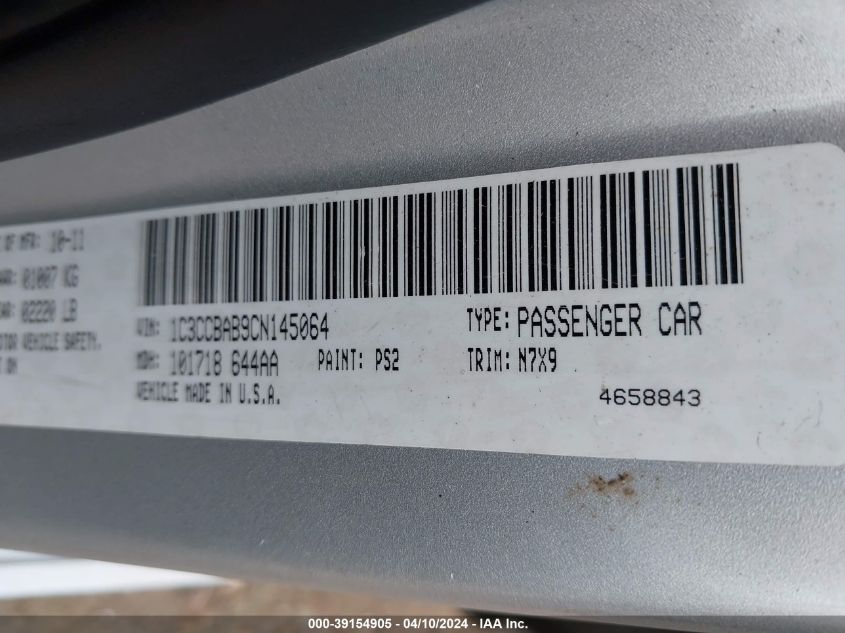 OF MFR: 10-11
01007 KG
02220 LB
VEHICLE SAFETY.
VIN: 1C3CCBAB9CN145064 TYPE: PASSENGER CAR
MDH: 101718 644AA PAINT: PS2 TRIM: N7X9
VEHICLE MADE IN U.S.A. 4658843
000-39154905 - 04/10/2024 - IAA Inc.